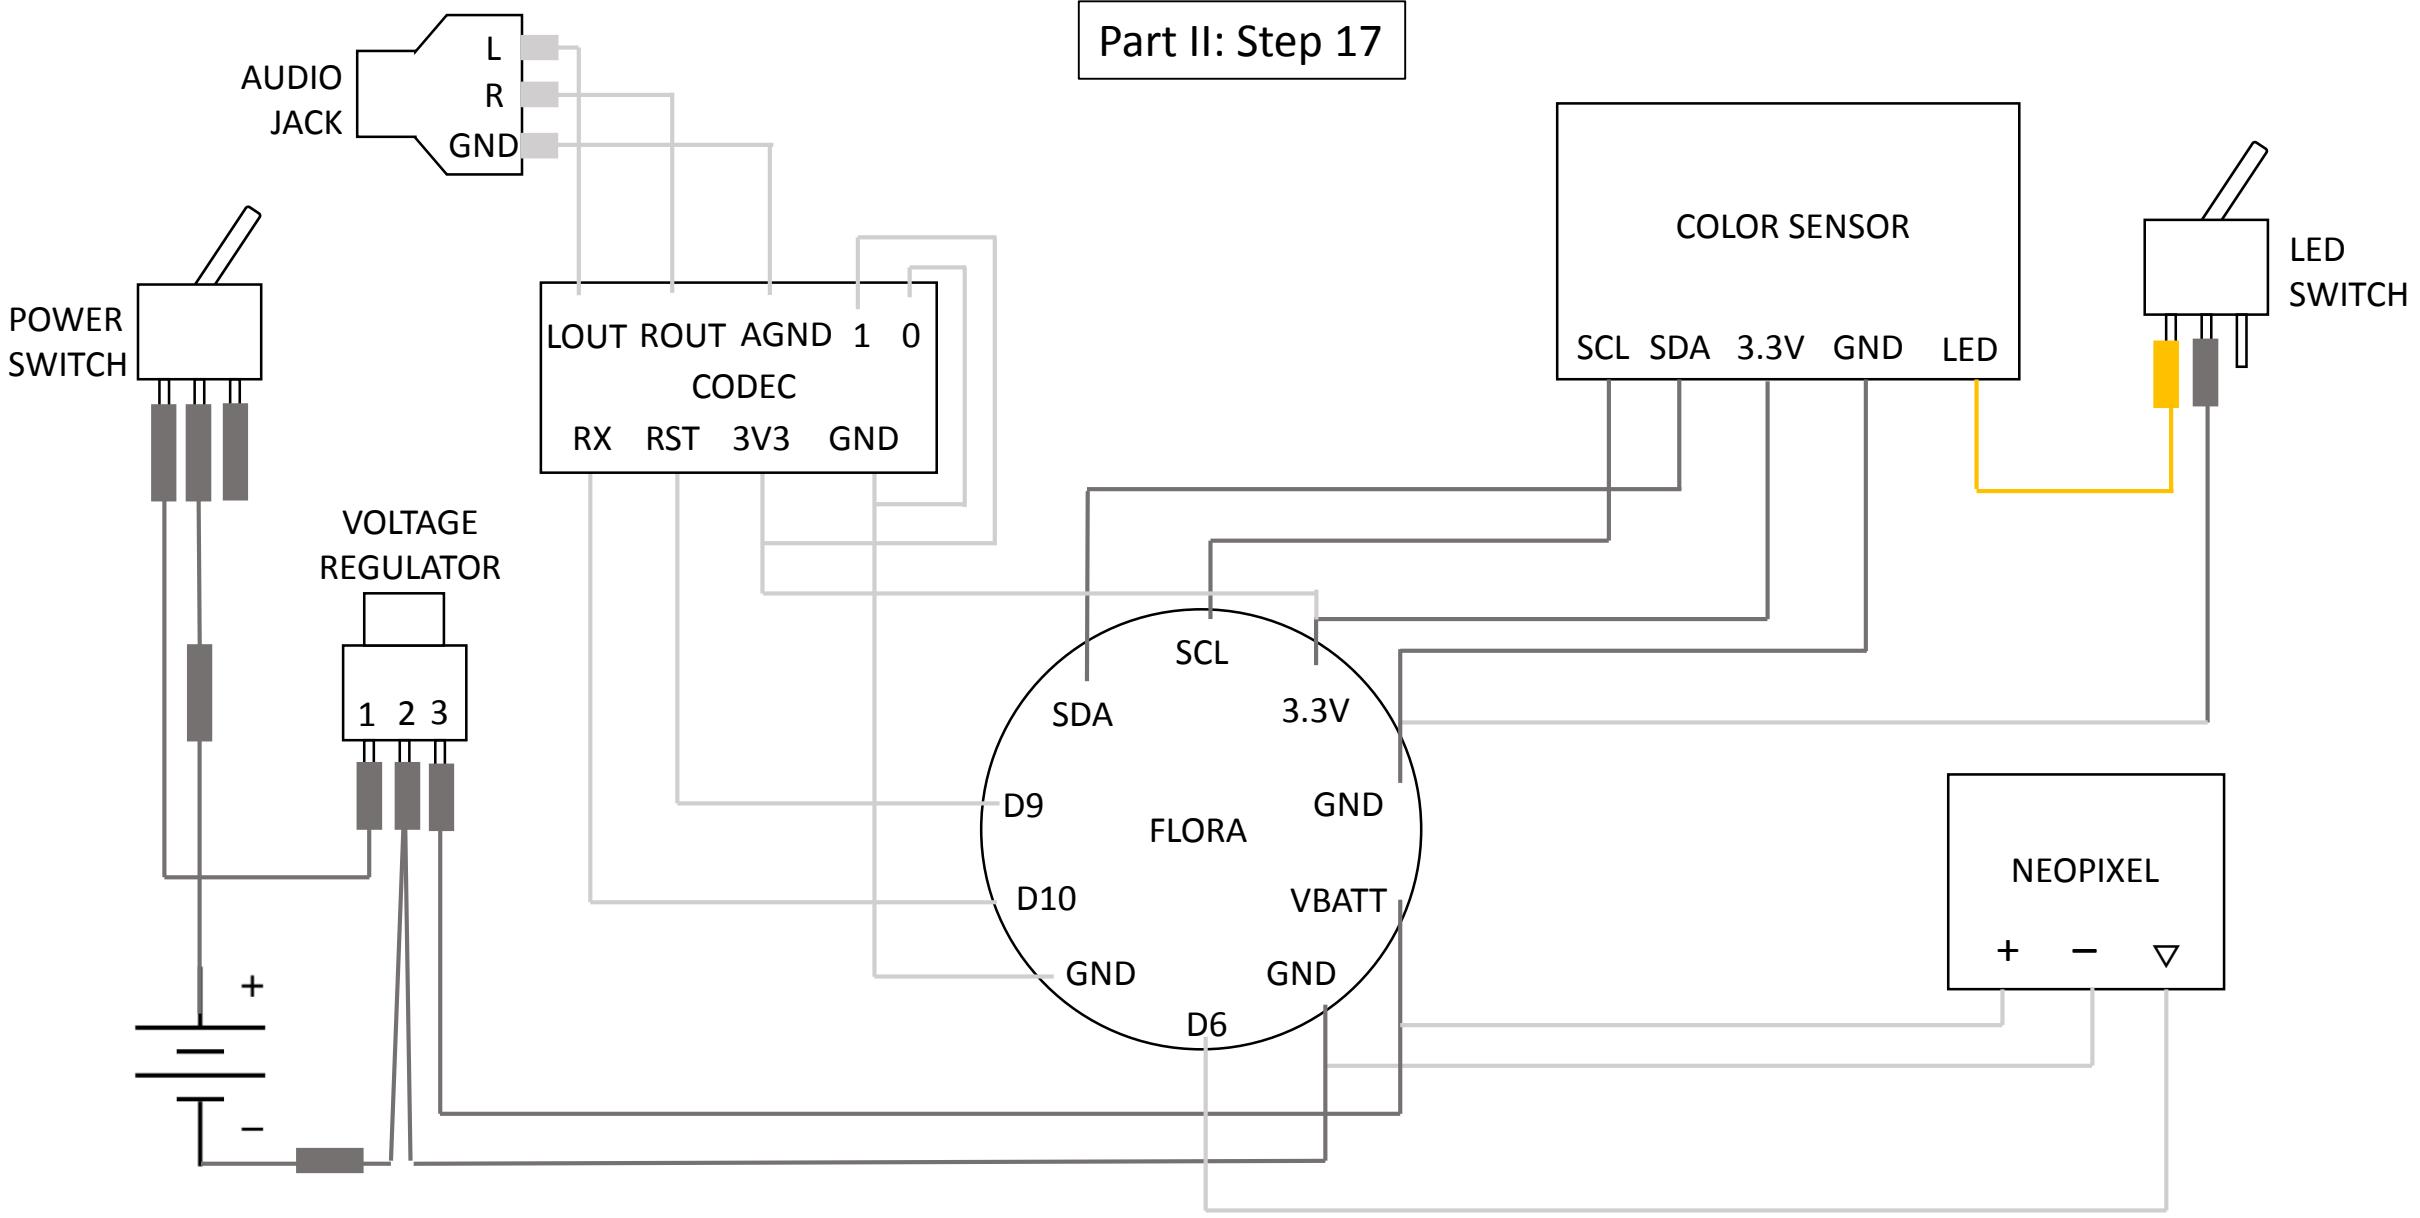 Part II: Step 17
AUDIO
JACK
L
R
GND
POWER
SWITCH
LOUT ROUT AGND 1 0
CODEC
RX RST 3V3 GND
COLOR SENSOR
SCL SDA 3.3V GND LED
LED
SWITCH
VOLTAGE
REGULATOR
1 2 3
SCL
SDA
3.3V
D9
GND
FLORA
D10
VBATT
GND
GND
D6
NEOPIXEL
+ −
+
−